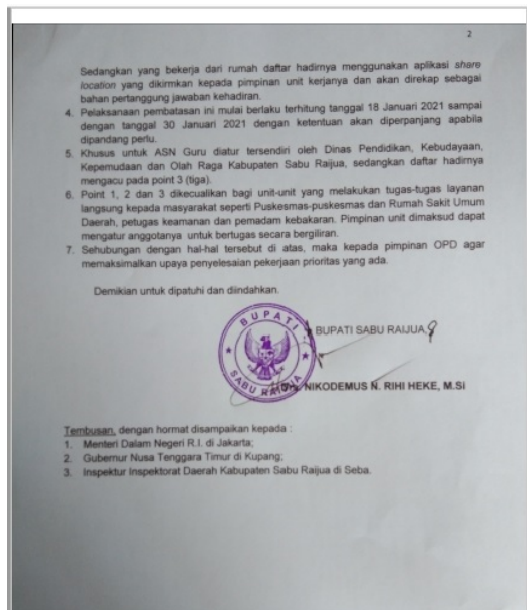 2
Sedangkan yang bekerja dari rumah daftar hadirnya menggunakan aplikasi share
location yang dikirmkan kepada pimpinan unit kerjanya dan akan direkap sebagai
bahan pertanggung jawaban kehadiran.
4. Pelaksanaan pembatasan ini mulai berlaku terhitung tanggal 18 Januari 2021 sampai
dengan tanggal 30 Januari 2021 dengan ketentuan akan diperpanjang apabila
dipandang perlu.
5. Khusus untuk ASN Guru diatur tersendiri oleh Dinas Pendidikan, Kebudayaan,
Kepemudaan dan Olah Raga Kabupaten Sabu Raijua, sedangkan daftar hadirnya
mengacu pada point 3 (tiga).
6. Point 1, 2 dan 3 dikecualikan bagi unit-unit yang melakukan tugas-tugas layanan
langsung kepada masyarakat seperti Puskesmas-puskesmas dan Rumah Sakit Umum
Daerah, petugas keamanan dan pemadam kebakaran. Pimpinan unit dimaksud dapat
mengatur anggotanya untuk bertugas secara bergiliran.
7. Sehubungan dengan hal-hal tersebut di atas, maka kepada pimpinan OPD agar
memaksimalkan upaya penyelesaian pekerjaan prioritas yang ada.
Demikian untuk dipatuhi dan diindahkan.
BUPATI SABU RAIJUA,
BUPATI
SABU RAIJUA
NIKODEMUS N. RIHI HEKE, M.SI
Tembusan, dengan hormat disampaikan kepada :
1. Menteri Dalam Negeri R.I. di Jakarta;
2. Gubernur Nusa Tenggara Timur di Kupang;
3. Inspektur Inspektorat Daerah Kabupaten Sabu Raijua di Seba.